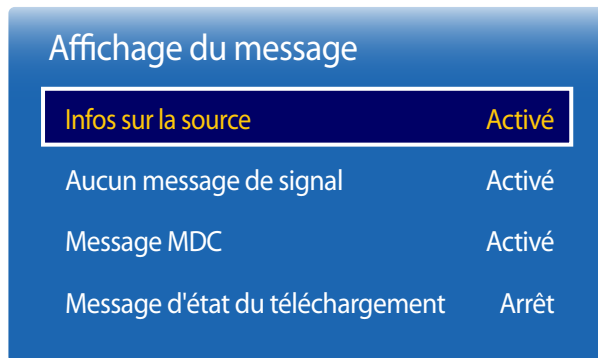 Affichage du message
Infos sur la source Activé
Aucun message de signal Activé
Message MDC Activé
Message d'état du téléchargement Arrêt